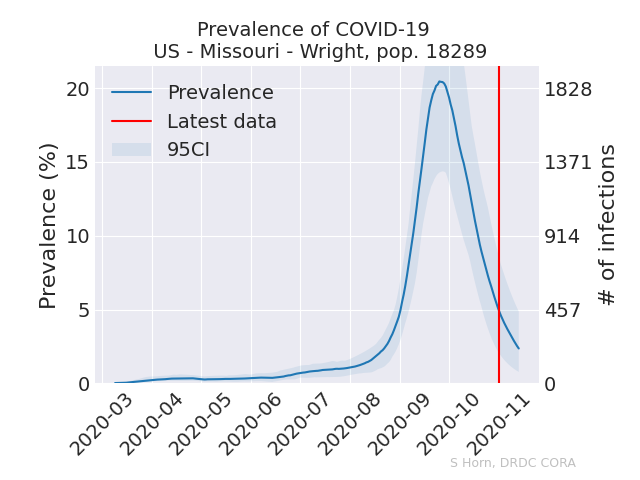 Prevalence of COVID-19
US - Missouri - Wright, pop. 18289
Prevalence
Latest data
95CI
Prevalence (%)
20
15
10
5
0
# of infections
1828
1371
914
457
0
2020-03
2020-04
2020-05
2020-06
2020-07
2020-08
2020-09
2020-10
2020-11
S Horn, DRDC CORA